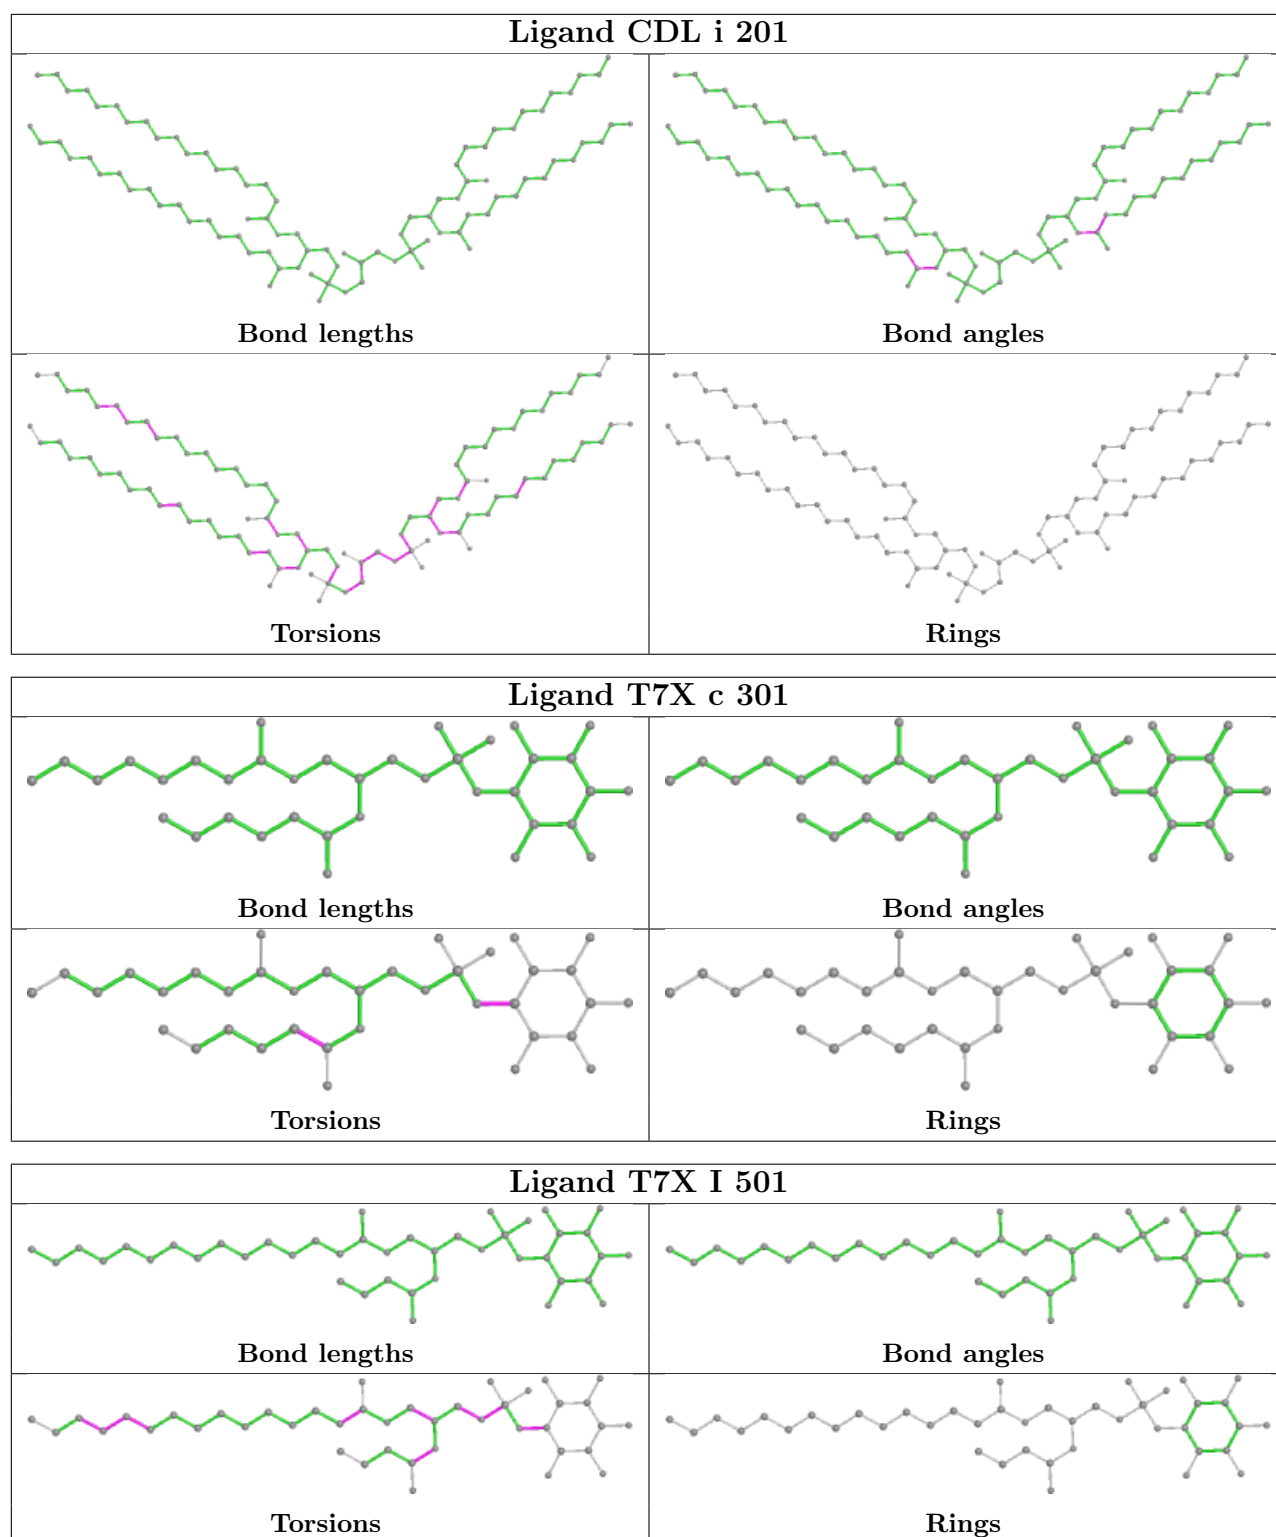 Ligand CDL i 201
Bond lengths
Bond angles
Torsions
Rings
Ligand T7X c 301
Bond lengths
Bond angles
Torsions
Rings
Ligand T7X I 501
Bond lengths
Bond angles
Torsions
Rings